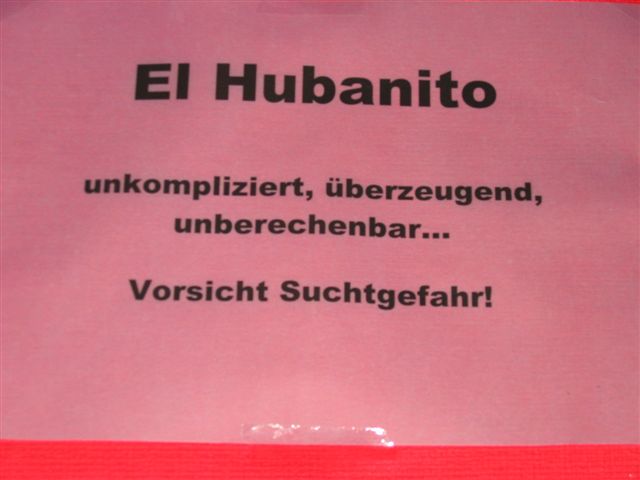 El Hubanito
unkompliziert, überzeugend,
unberechenbar...
Vorsicht Suchtgefahr!